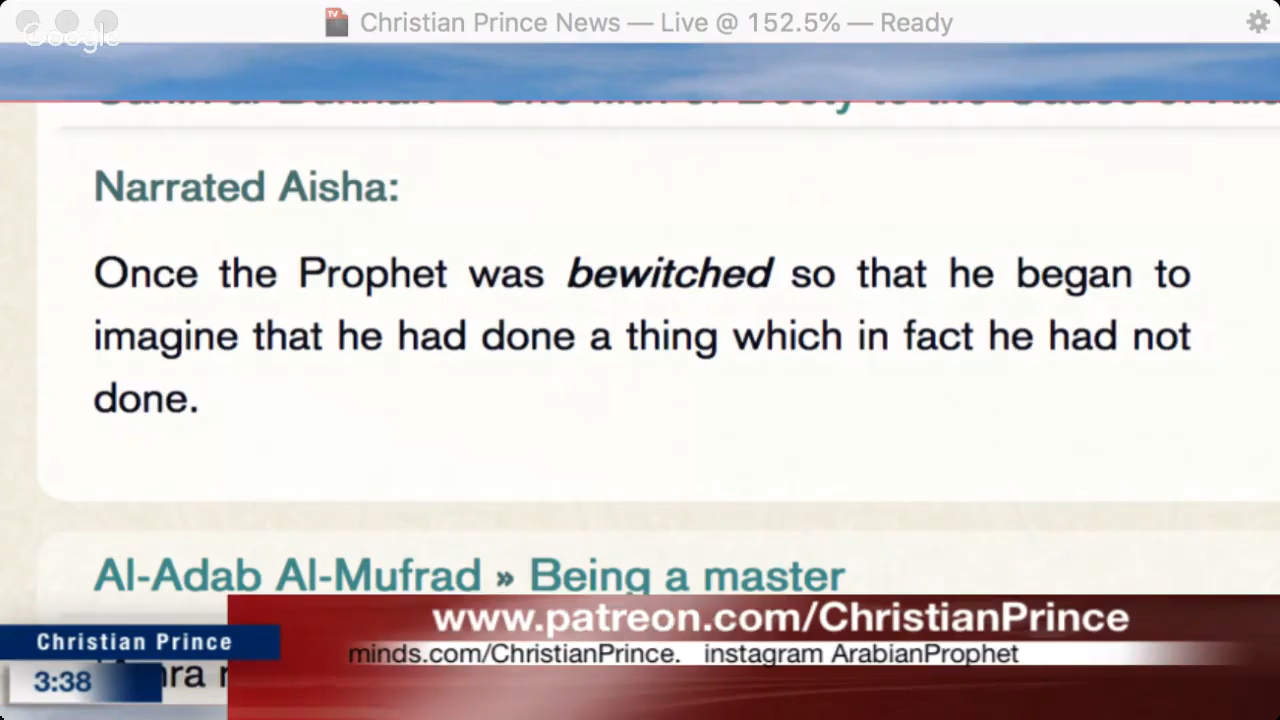 Christian Prince News — Live @ 152.5% — Ready
Google
Narrated Aisha:
Once the Prophet was bewitched so that he began to
imagine that he had done a thing which in fact he had not
done.
Al-Adab Al-Mufrad » Being a master
www.patreon.com/ChristianPrince
Christian Prince
minds.com/ChristianPrince. instagram ArabianProphet
3:38